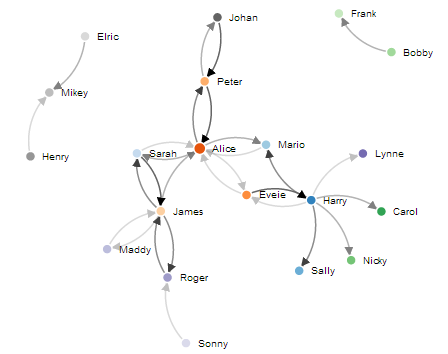 Frank
Johan
Elric
Bobby
Peter
Mikey
Alice
Mario
Sarah
Lynne
Henry
Eveie
Harry
James
Carol
Maddy
Nicky
Sally
Roger
Sonny